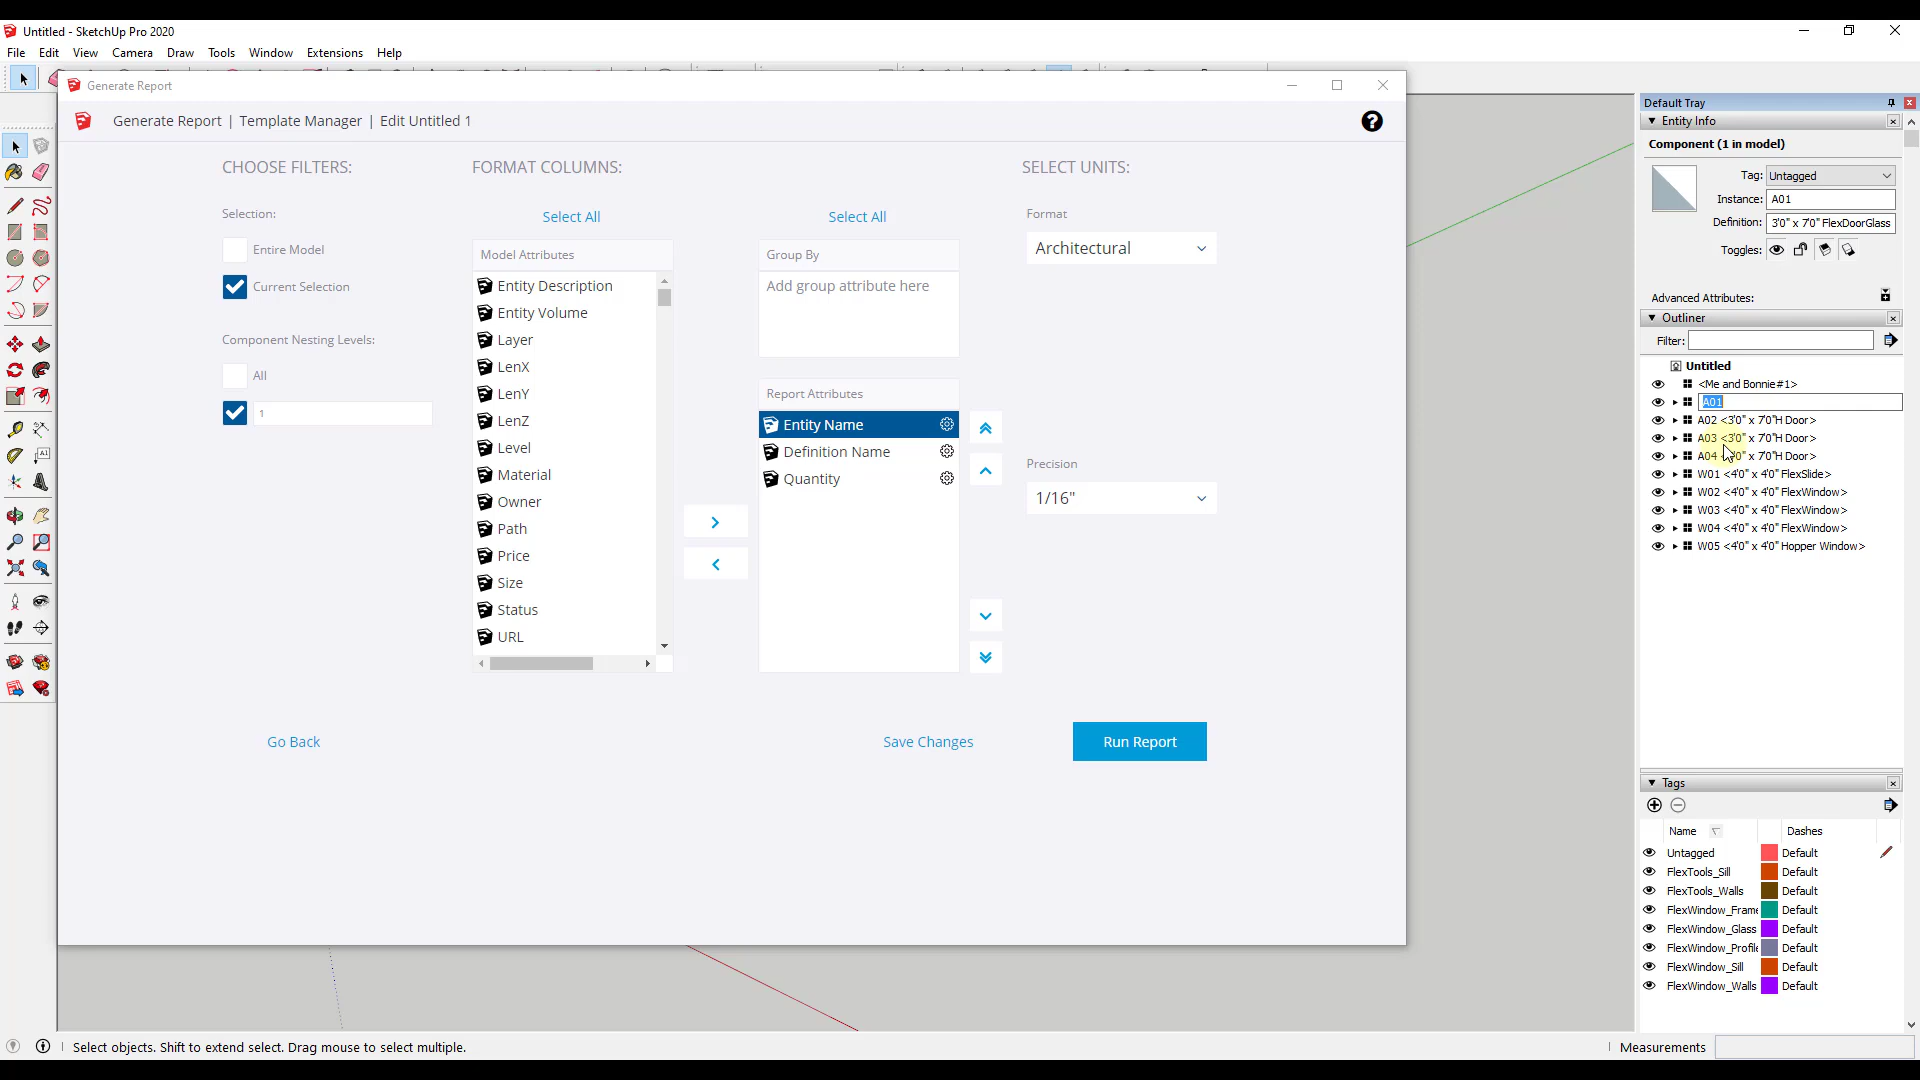 Untitled - SketchUp Pro 2020
File Edit View Camera Draw Tools Window Extensions Help
Generate Report
Generate Report | Template Manager | Edit Untitled 1
?
CHOOSE FILTERS:
Selection:
Entire Model
Current Selection
Component Nesting Levels:
All
1
FORMAT COLUMNS:
Select All
Model Attributes
Entity Description
Entity Volume
Layer
LenX
LenY
LenZ
Level
Material
Owner
Path
Price
Size
Status
URL
Select All
Group By
Add group attribute here
Report Attributes
Entity Name
Definition Name
Quantity
SELECT UNITS:
Format
Architectural
Precision
1/16"
Go Back
Save Changes
Run Report
Default Tray
Entity Info
Component (1 in model)
Tag: Untagged
Instance: A01
Definition: 3'0" x 7'0" FlexDoorGlass
Toggles:
Advanced Attributes:
Outliner
Filter:
Untitled
<Me and Bonnie#1>
A01
A02 <3'0" x 7'0"H Door>
A03 <3'0" x 7'0"H Door>
A04 0" x 7'0"H Door>
W01 <4'0" x 4'0" FlexSlide>
W02 <4'0" x 4'0" FlexWindow>
W03 <4'0" x 4'0" FlexWindow>
W04 <4'0" x 4'0" FlexWindow>
W05 <4'0" x 4'0" Hopper Window>
Tags
Name Dashes
Untagged Default
FlexTools_Sill Default
FlexTools_Walls Default
FlexWindow_Frame Default
FlexWindow_Glass Default
FlexWindow_Profile Default
FlexWindow_Sill Default
FlexWindow_Walls Default
Select objects. Shift to extend select. Drag mouse to select multiple.
Measurements